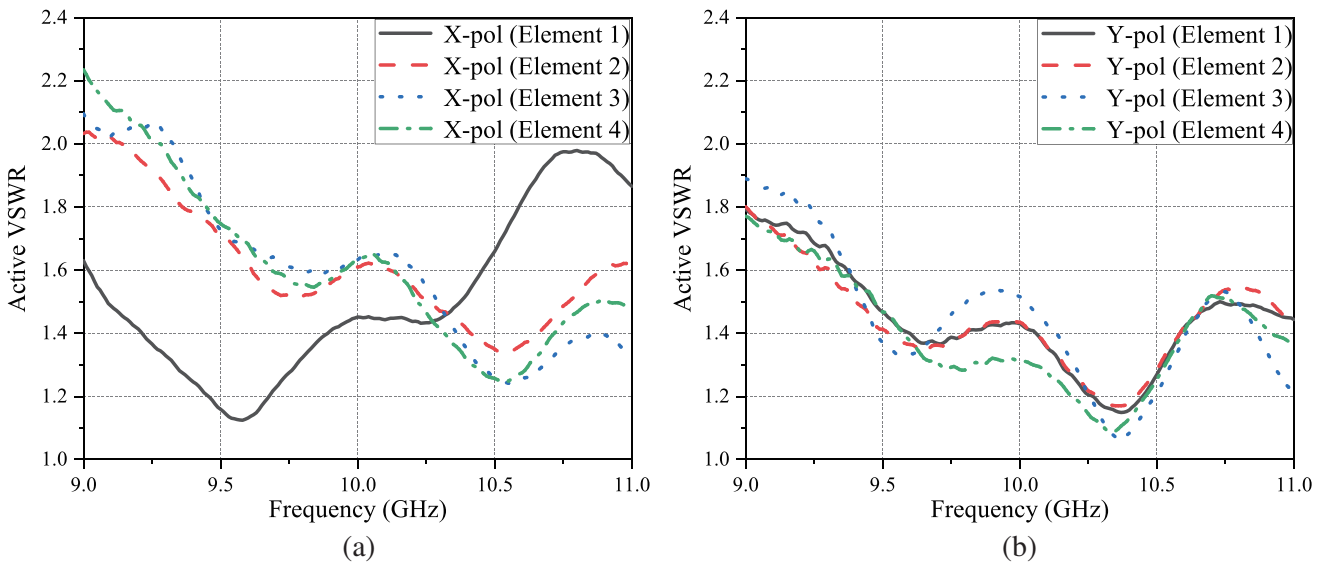 2.4
2.2
2.0
1.8
1.6
1.4
1.2
1.0
Active VSWR
X-pol (Element 1)
X-pol (Element 2)
X-pol (Element 3)
X-pol (Element 4)
9.0 9.5 10.0 10.5 11.0
Frequency (GHz)
(a)
2.4
2.2
2.0
1.8
1.6
1.4
1.2
1.0
Active VSWR
Y-pol (Element 1)
Y-pol (Element 2)
Y-pol (Element 3)
Y-pol (Element 4)
9.0 9.5 10.0 10.5 11.0
Frequency (GHz)
(b)